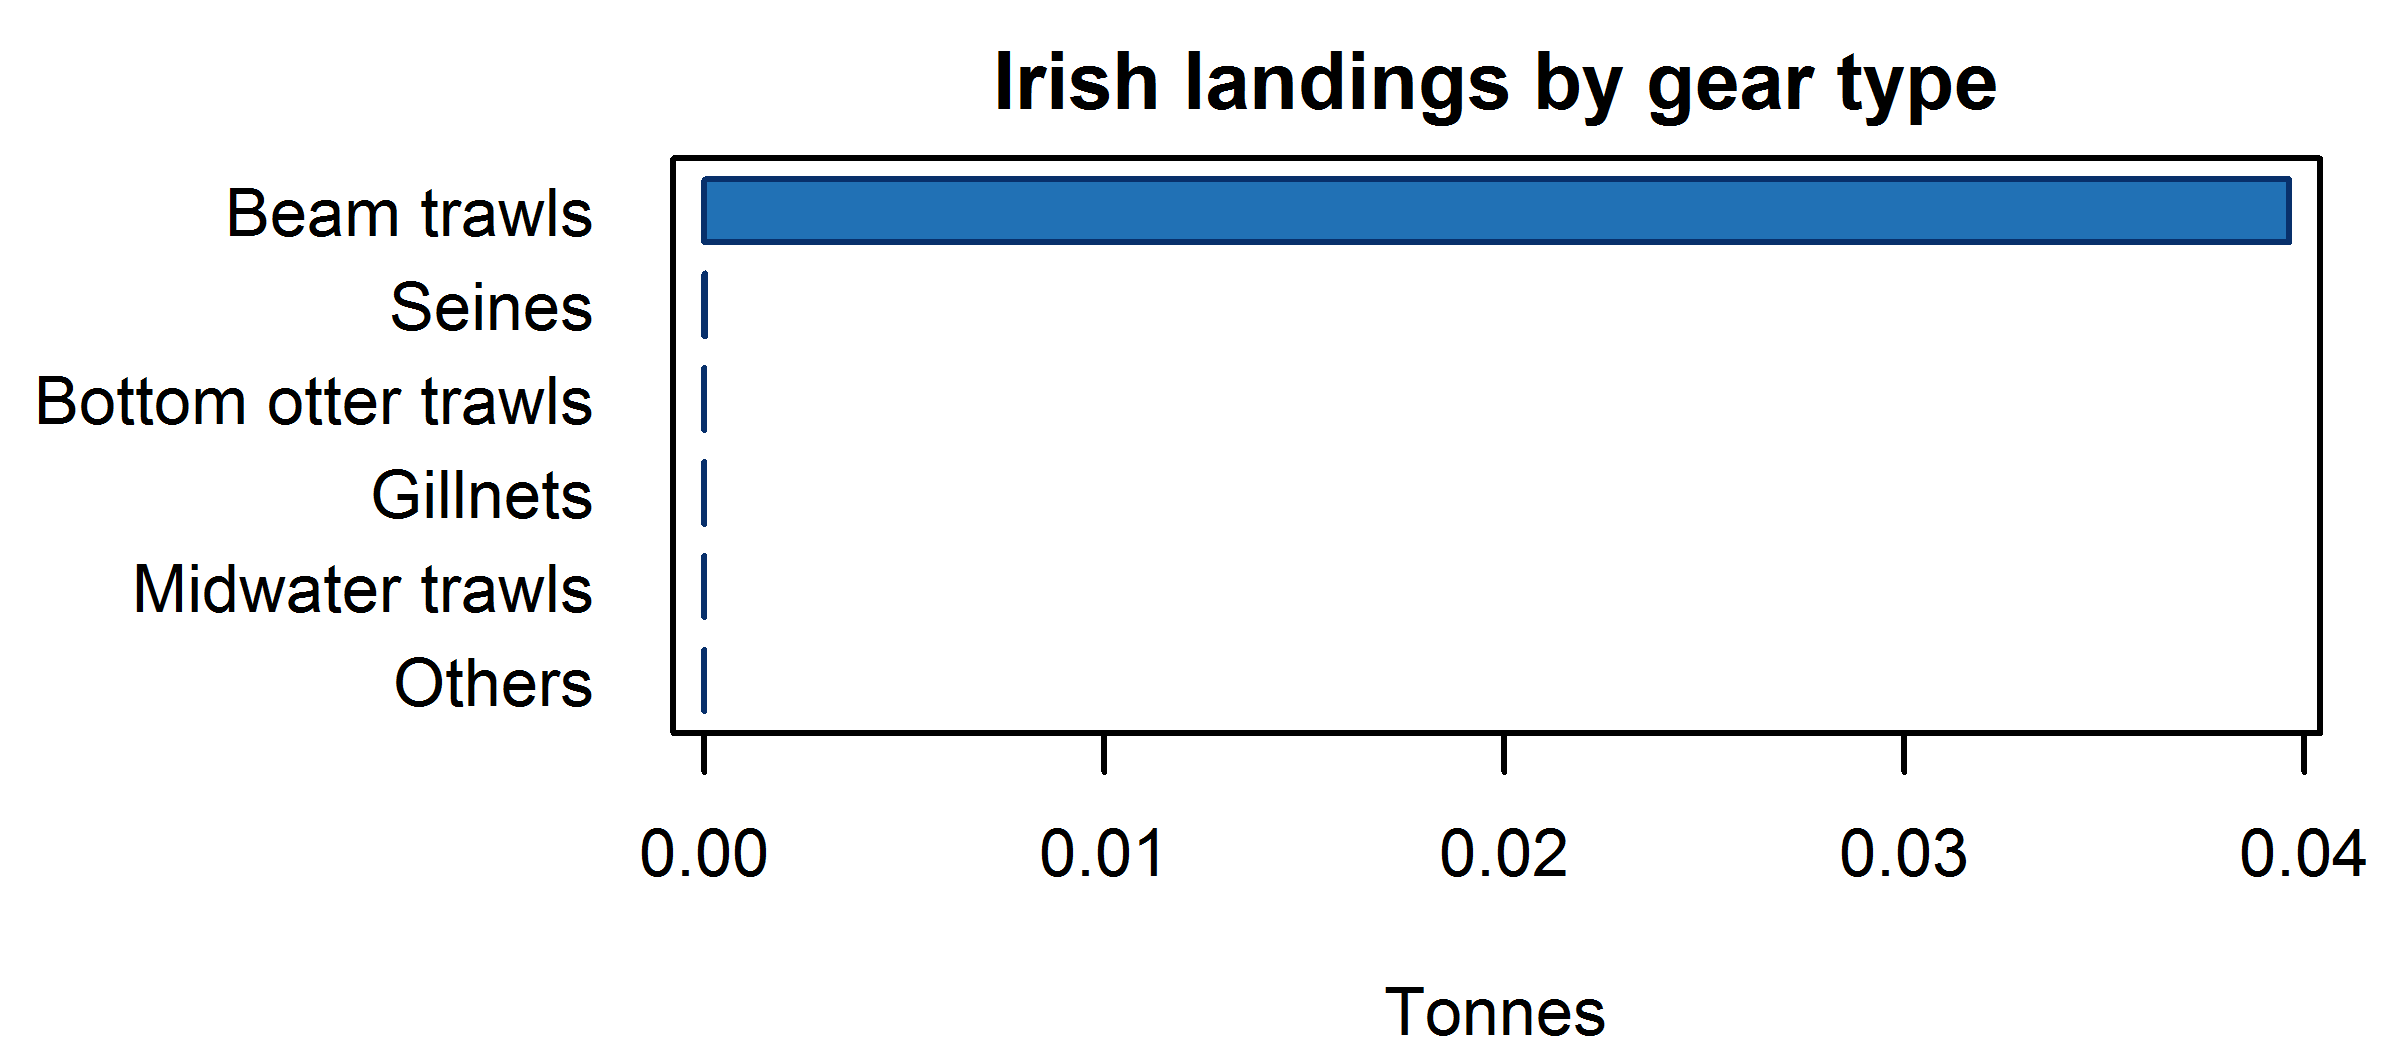 Irish landings by gear type
Beam trawls
Seines
Bottom otter trawls
Gillnets
Midwater trawls
Others
0.00 0.01 0.02 0.03 0.04
Tonnes